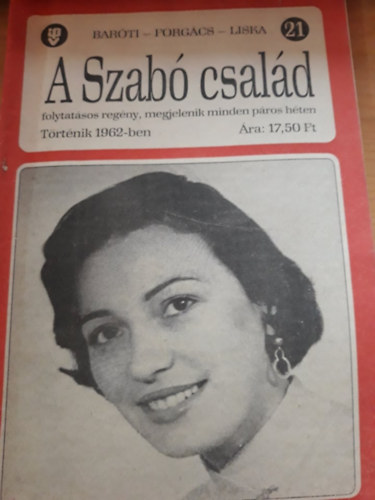 BARÓTI – FORGÁCS – LISKA 21
A Szabó család
folytatásos regény, megjelenik minden páros héten
Történik 1962-ben Ára: 17,50 Ft